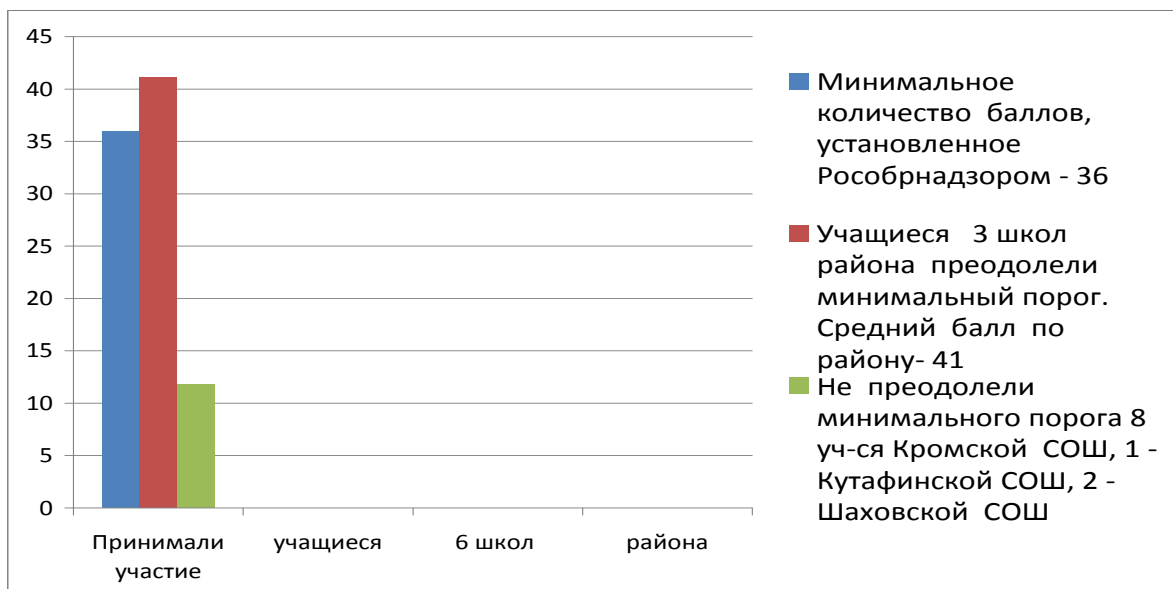 45
40
35
30
25
20
15
10
5
0
Принимали
участие
учащиеся
6 школ
района
Минимальное
количество баллов,
установленное
Рособрнадзором - 36
Учащиеся 3 школ
района преодолели
минимальный порог.
Средний балл по
району- 41
Не преодолели
минимального порога 8
уч-ся Кромской СОШ, 1 -
Кутафинской СОШ, 2 -
Шаховской СОШ